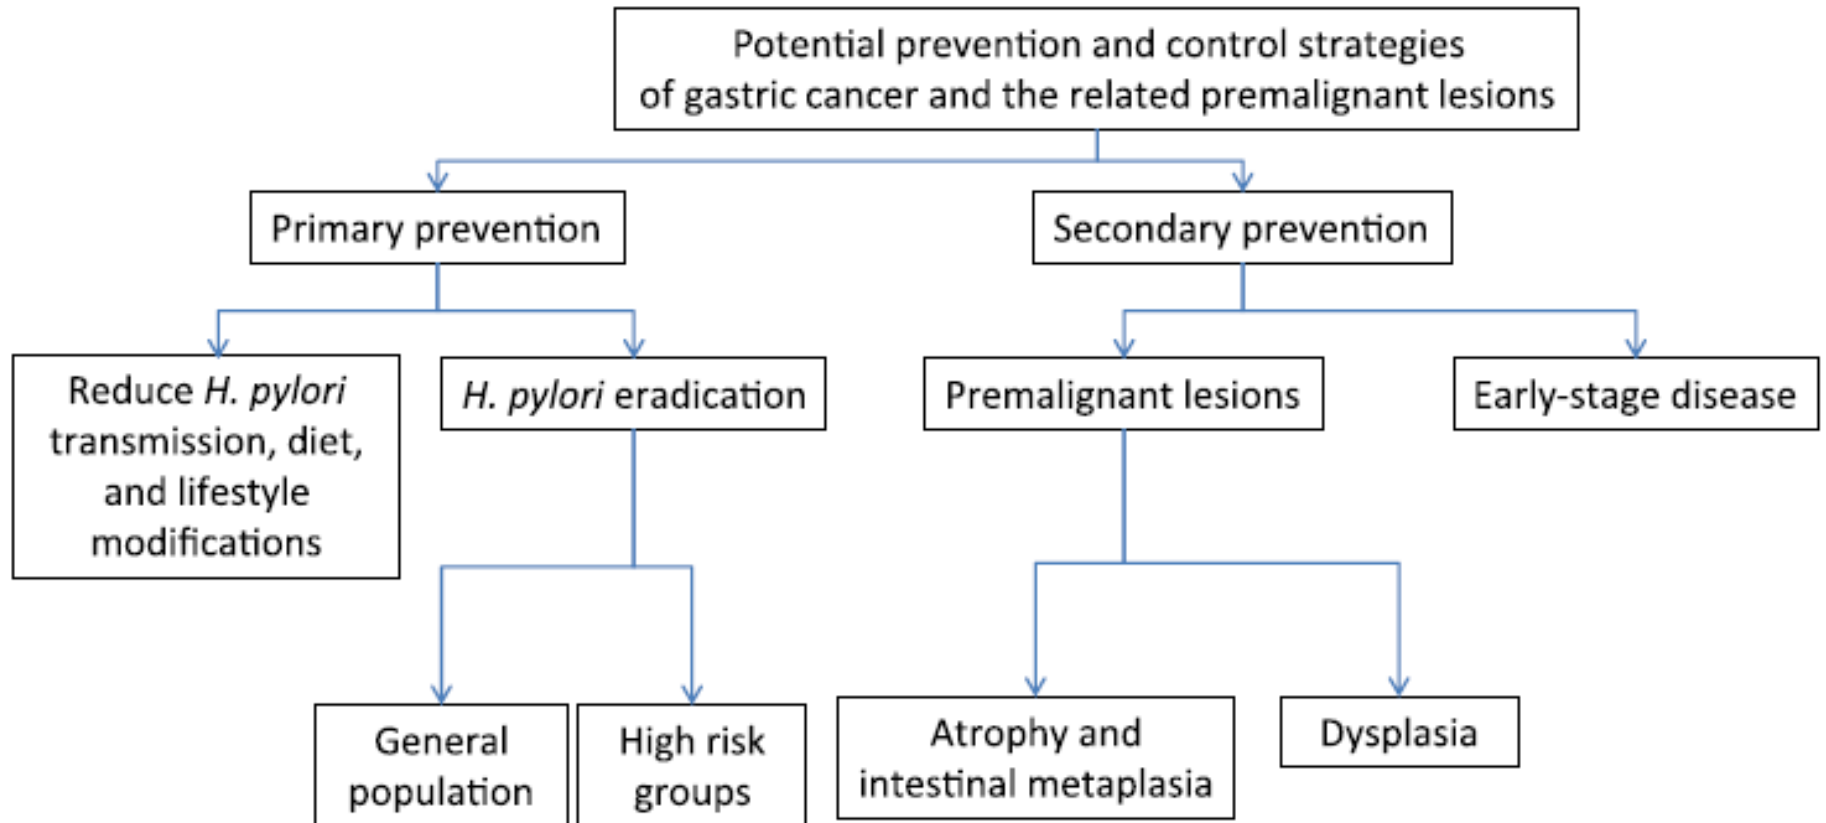 Potential prevention and control strategies
of gastric cancer and the related premalignant lesions
Primary prevention
Secondary prevention
Reduce H. pylori
transmission, diet,
and lifestyle
modifications
H. pylori eradication
Premalignant lesions
Early-stage disease
General
population
High risk
groups
Atrophy and
intestinal metaplasia
Dysplasia